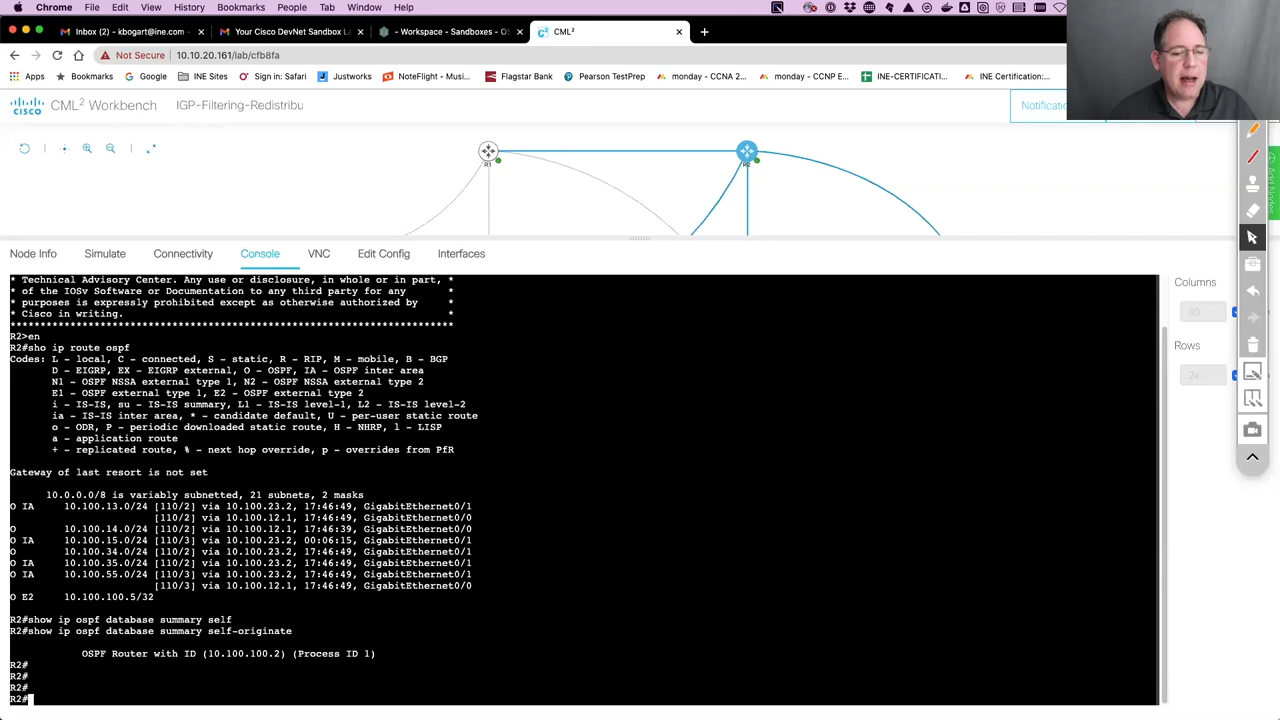 Chrome File Edit View History Bookmarks People Tab Window Help
Inbox (11) - kbogart@ine.com -
Your Cisco DevNet Sandbox La
- Workspace - Sandboxes - OS
CML²
Not Secure 10.10.20.161/lab/cfb8fa
Apps Bookmarks Google INE Sites Sign in: Safari Justworks NoteFlight - Musi... Flagstar Bank Pearson TestPrep monday - CCNA 2... monday - CCNP E... INE-CERTIFICATI... INE Certification:...
CISCO CML² Workbench IGP-Filtering-Redistribu Notification
R1 R2
Add Nodes
Node Info Simulate Connectivity Console VNC Edit Config Interfaces
* Technical Advisory Center. Any use or disclosure, in whole or in part, *
* of the IOSv Software or Documentation to any third party for any *
* purposes is expressly prohibited except as otherwise authorized by *
* Cisco in writing. *
**************************************************************************
R2>en
R2#sho ip route ospf
Codes: L - local, C - connected, S - static, R - RIP, M - mobile, B - BGP
D - EIGRP, EX - EIGRP external, O - OSPF, IA - OSPF inter area
N1 - OSPF NSSA external type 1, N2 - OSPF NSSA external type 2
E1 - OSPF external type 1, E2 - OSPF external type 2
i - IS-IS, su - IS-IS summary, L1 - IS-IS level-1, L2 - IS-IS level-2
ia - IS-IS inter area, * - candidate default, U - per-user static route
o - ODR, P - periodic downloaded static route, H - NHRP, l - LISP
a - application route
+ - replicated route, % - next hop override, p - overrides from PfR
Gateway of last resort is not set
10.0.0.0/8 is variably subnetted, 21 subnets, 2 masks
O IA 10.100.13.0/24 [110/2] via 10.100.23.2, 17:46:49, GigabitEthernet0/1
[110/2] via 10.100.12.1, 17:46:49, GigabitEthernet0/0
O 10.100.14.0/24 [110/2] via 10.100.12.1, 17:46:39, GigabitEthernet0/0
O IA 10.100.15.0/24 [110/3] via 10.100.23.2, 00:06:15, GigabitEthernet0/1
O 10.100.34.0/24 [110/2] via 10.100.23.2, 17:46:49, GigabitEthernet0/1
O IA 10.100.35.0/24 [110/2] via 10.100.23.2, 17:46:49, GigabitEthernet0/1
O IA 10.100.55.0/24 [110/3] via 10.100.23.2, 17:46:49, GigabitEthernet0/1
[110/3] via 10.100.12.1, 17:46:49, GigabitEthernet0/0
O E2 10.100.100.5/32
R2#show ip ospf database summary self
R2#show ip ospf database summary self-originate
OSPF Router with ID (10.100.100.2) (Process ID 1)
R2#
R2#
R2#
R2#
Columns
80
Rows
24